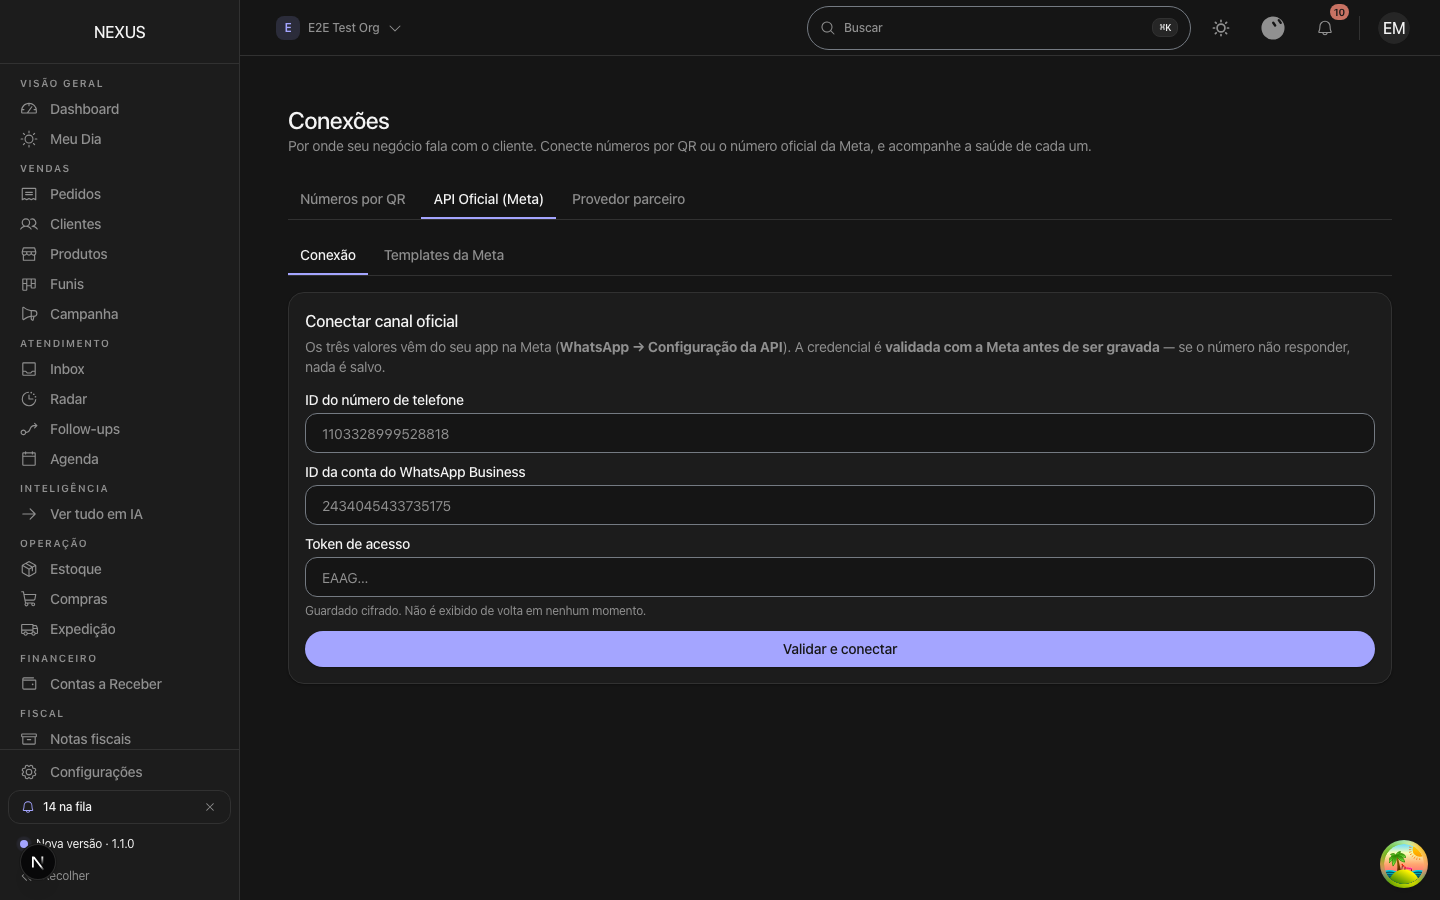 NEXUS
E
E2E Test Org
Buscar
⌘K
10
EM
VISÃO GERAL
Dashboard
Meu Dia
VENDAS
Pedidos
Clientes
Produtos
Funis
Campanha
ATENDIMENTO
Inbox
Radar
Follow-ups
Agenda
INTELIGÊNCIA
Ver tudo em IA
OPERAÇÃO
Estoque
Compras
Expedição
FINANCEIRO
Contas a Receber
FISCAL
Notas fiscais
Configurações
14 na fila
Nova versão · 1.1.0
N
Recolher
Conexões
Por onde seu negócio fala com o cliente. Conecte números por QR ou o número oficial da Meta, e acompanhe a saúde de cada um.
Números por QR
API Oficial (Meta)
Provedor parceiro
Conexão
Templates da Meta
Conectar canal oficial
Os três valores vêm do seu app na Meta (WhatsApp → Configuração da API). A credencial é validada com a Meta antes de ser gravada — se o número não responder,
nada é salvo.
ID do número de telefone
1103328999528818
ID da conta do WhatsApp Business
2434045433735175
Token de acesso
EAAG...
Guardado cifrado. Não é exibido de volta em nenhum momento.
Validar e conectar